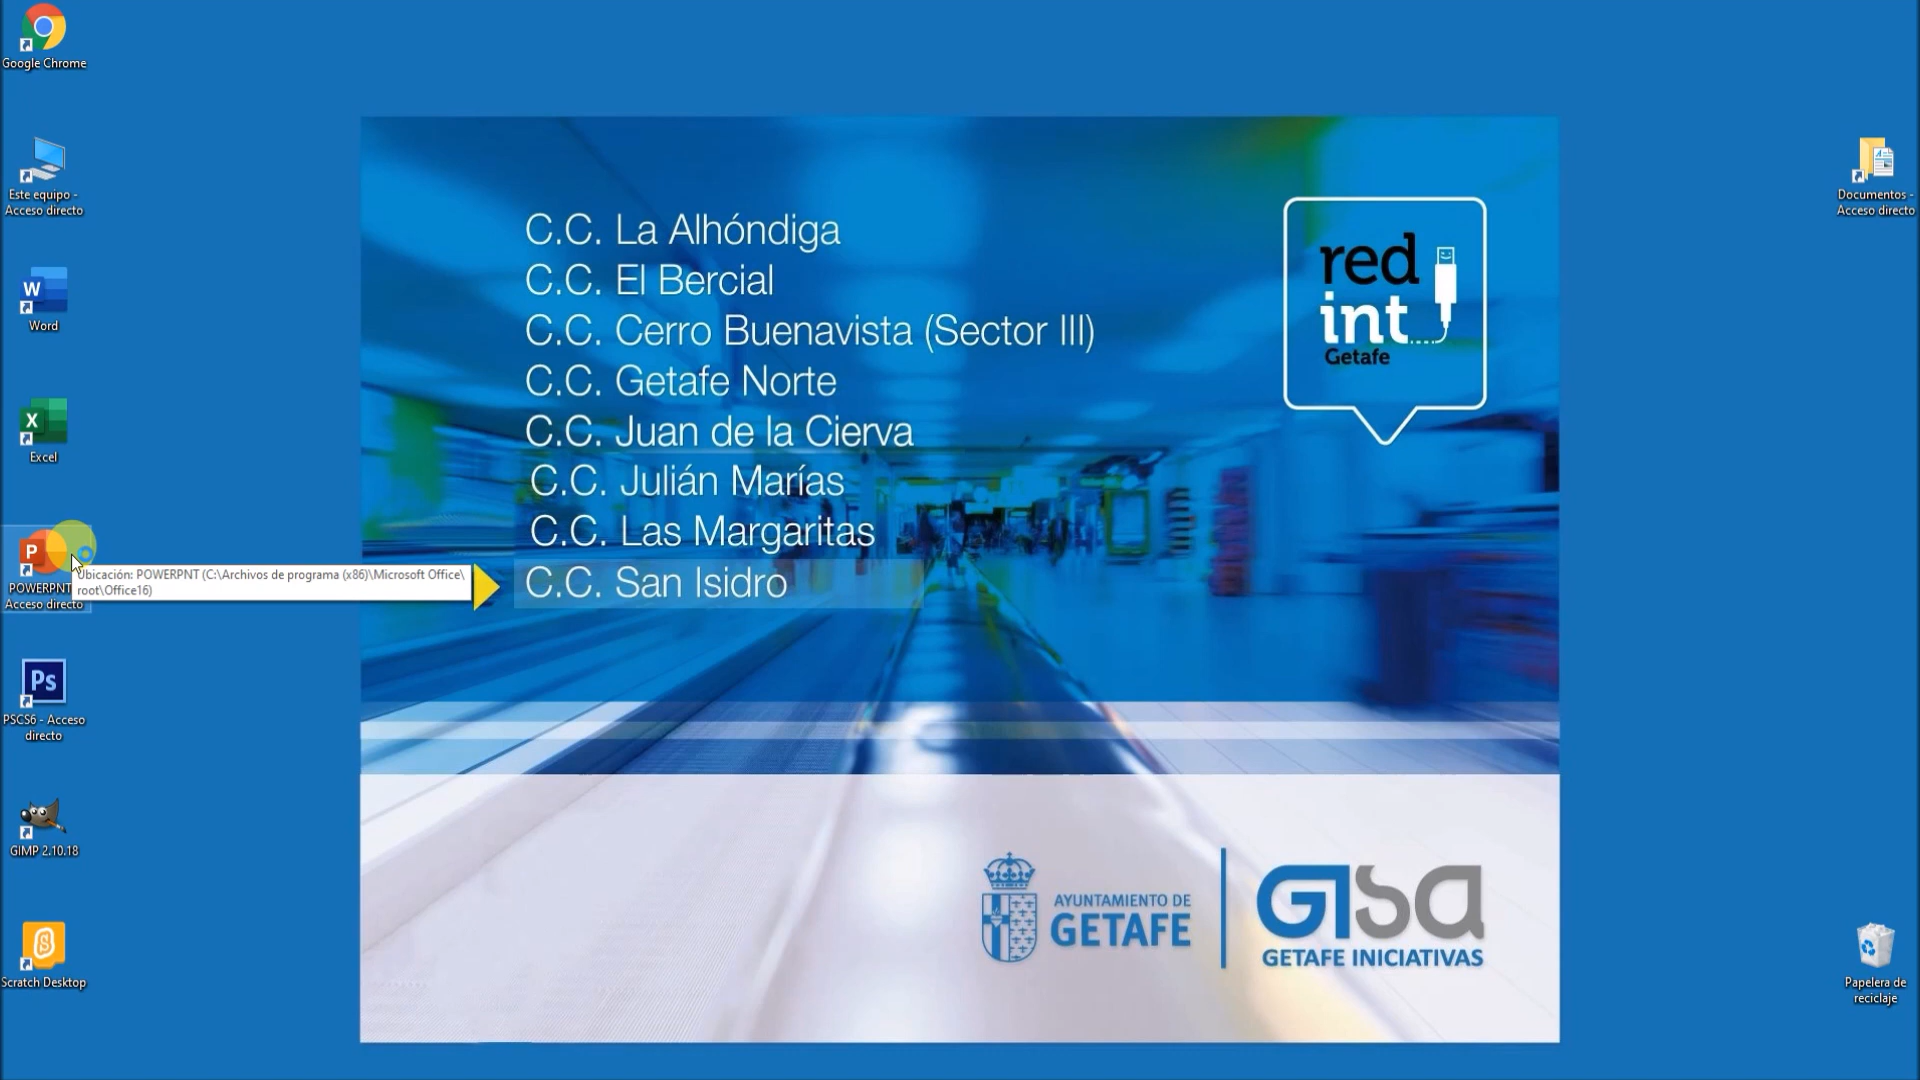 Google Chrome
Este equipo -
Acceso directo
W
Word
X
Excel
P
POWERPNT
Acceso directo
Ubicación: POWERPNT (C:\Archivos de programa (x86)\Microsoft Office\
root\Office16)
Ps
PSCS6 - Acceso
directo
GIMP 2.10.18
Scratch Desktop
C.C. La Alhóndiga
C.C. El Bercial
C.C. Cerro Buenavista (Sector III)
C.C. Getafe Norte
C.C. Juan de la Cierva
C.C. Julián Marías
C.C. Las Margaritas
C.C. San Isidro
red
int
Getafe
AYUNTAMIENTO DE
GETAFE
GISA
GETAFE INICIATIVAS
Documentos -
Acceso directo
Papelera de
reciclaje